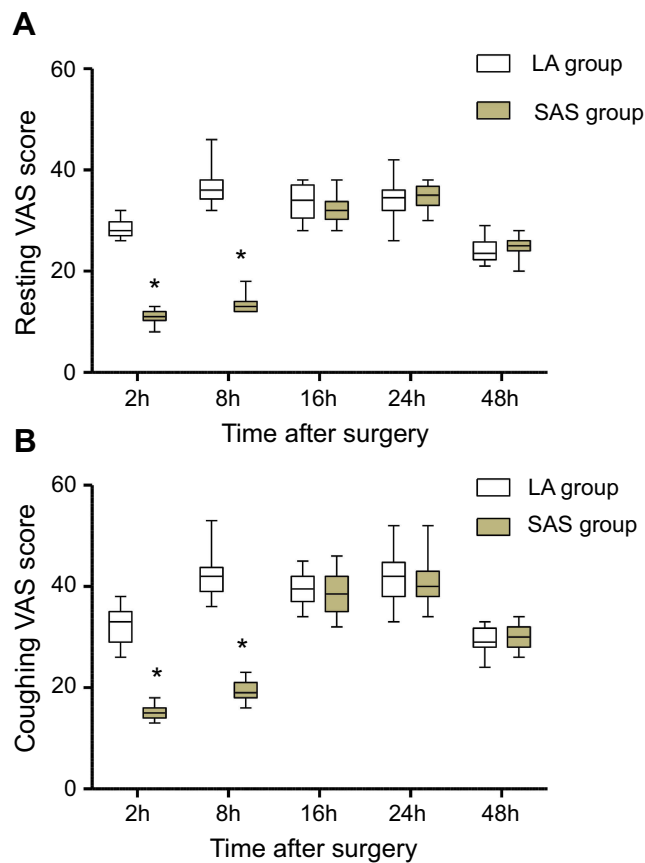 A
60
40
20
0
Resting VAS score
LA group
SAS group
*
*
2h
8h
16h
24h
48h
Time after surgery
B
60
40
20
0
Coughing VAS score
LA group
SAS group
*
*
2h
8h
16h
24h
48h
Time after surgery